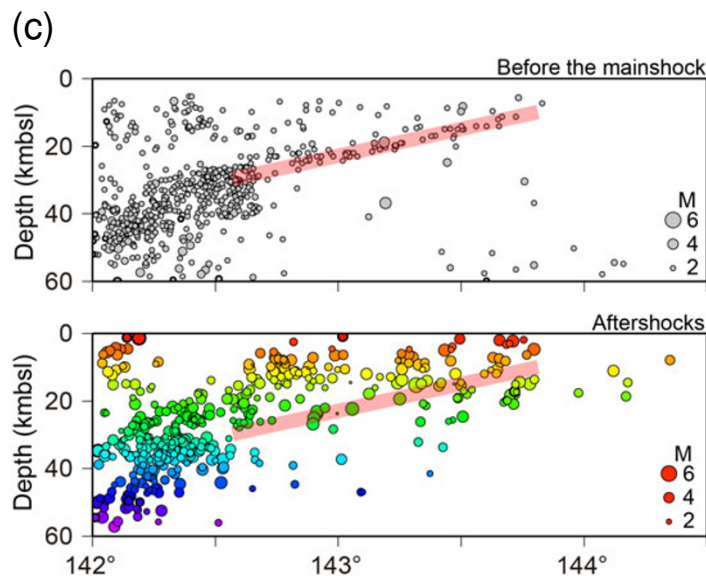 (c)
Before the mainshock
Depth (kmbsl)
0
20
40
60
M
6
4
2
Aftershocks
Depth (kmbsl)
0
20
40
60
M
6
4
2
142° 143° 144°